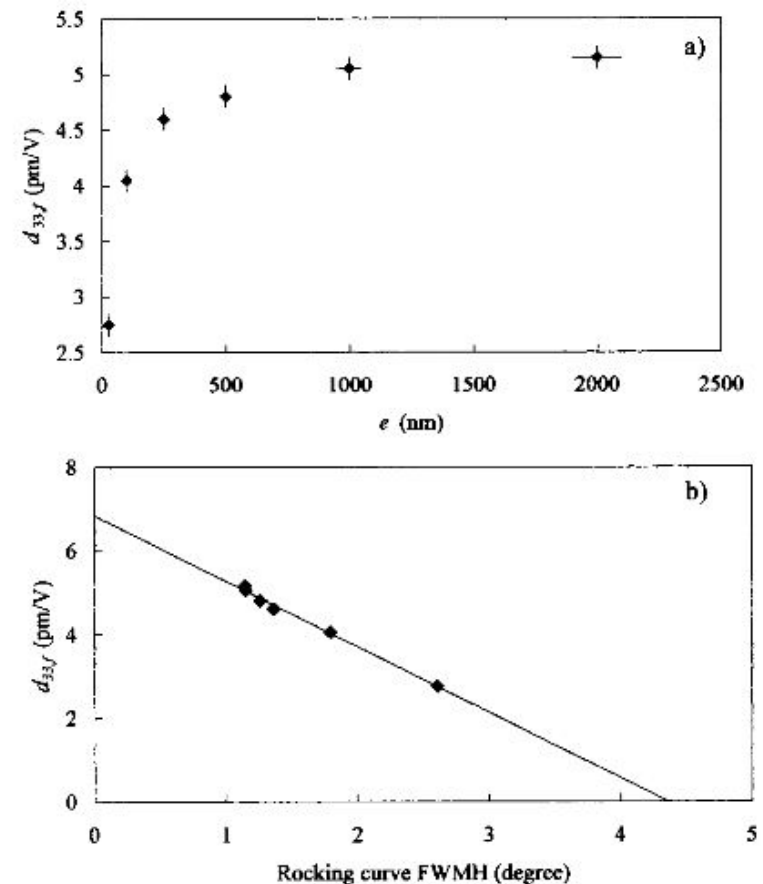 a)
5.5
5
4.5
4
3.5
3
2.5
d33,f (pm/V)
0 500 1000 1500 2000 2500
e (nm)
b)
8
6
4
2
0
d33,f (pm/V)
0 1 2 3 4 5
Rocking curve FWMH (degree)